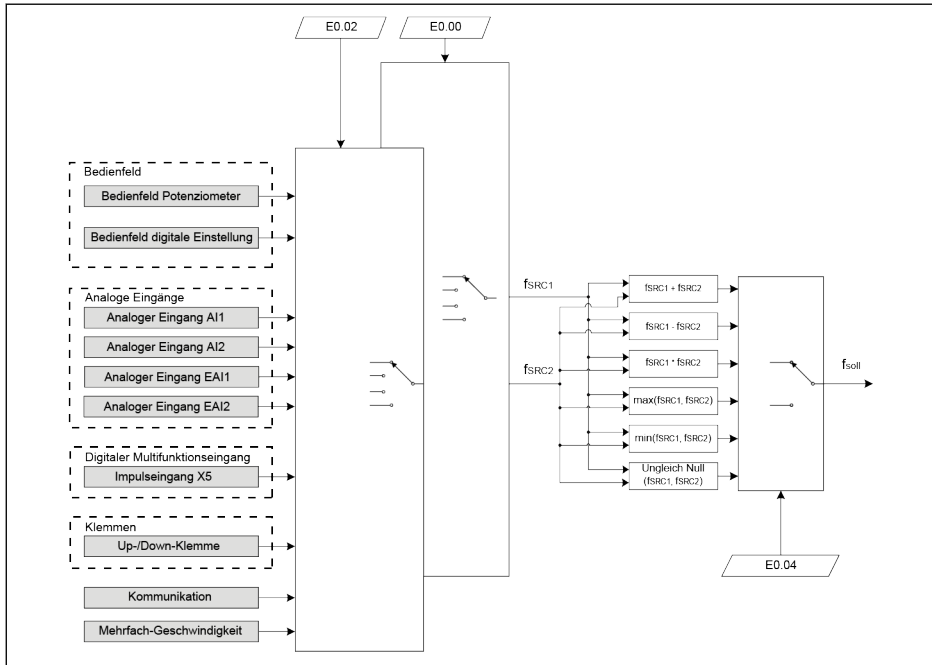 E0.02
E0.00
Bedienfeld
Bedienfeld Potenziometer
Bedienfeld digitale Einstellung
Analoge Eingänge
Analoger Eingang AI1
Analoger Eingang AI2
Analoger Eingang EAI1
Analoger Eingang EAI2
Digitaler Multifunktionseingang
Impulseingang X5
Klemmen
Up-/Down-Klemme
Kommunikation
Mehrfach-Geschwindigkeit
fSRC1
fSRC2
fSRC1 + fSRC2
fSRC1 - fSRC2
fSRC1 * fSRC2
max(fSRC1, fSRC2)
min(fSRC1, fSRC2)
Ungleich Null
(fSRC1, fSRC2)
fsoll
E0.04